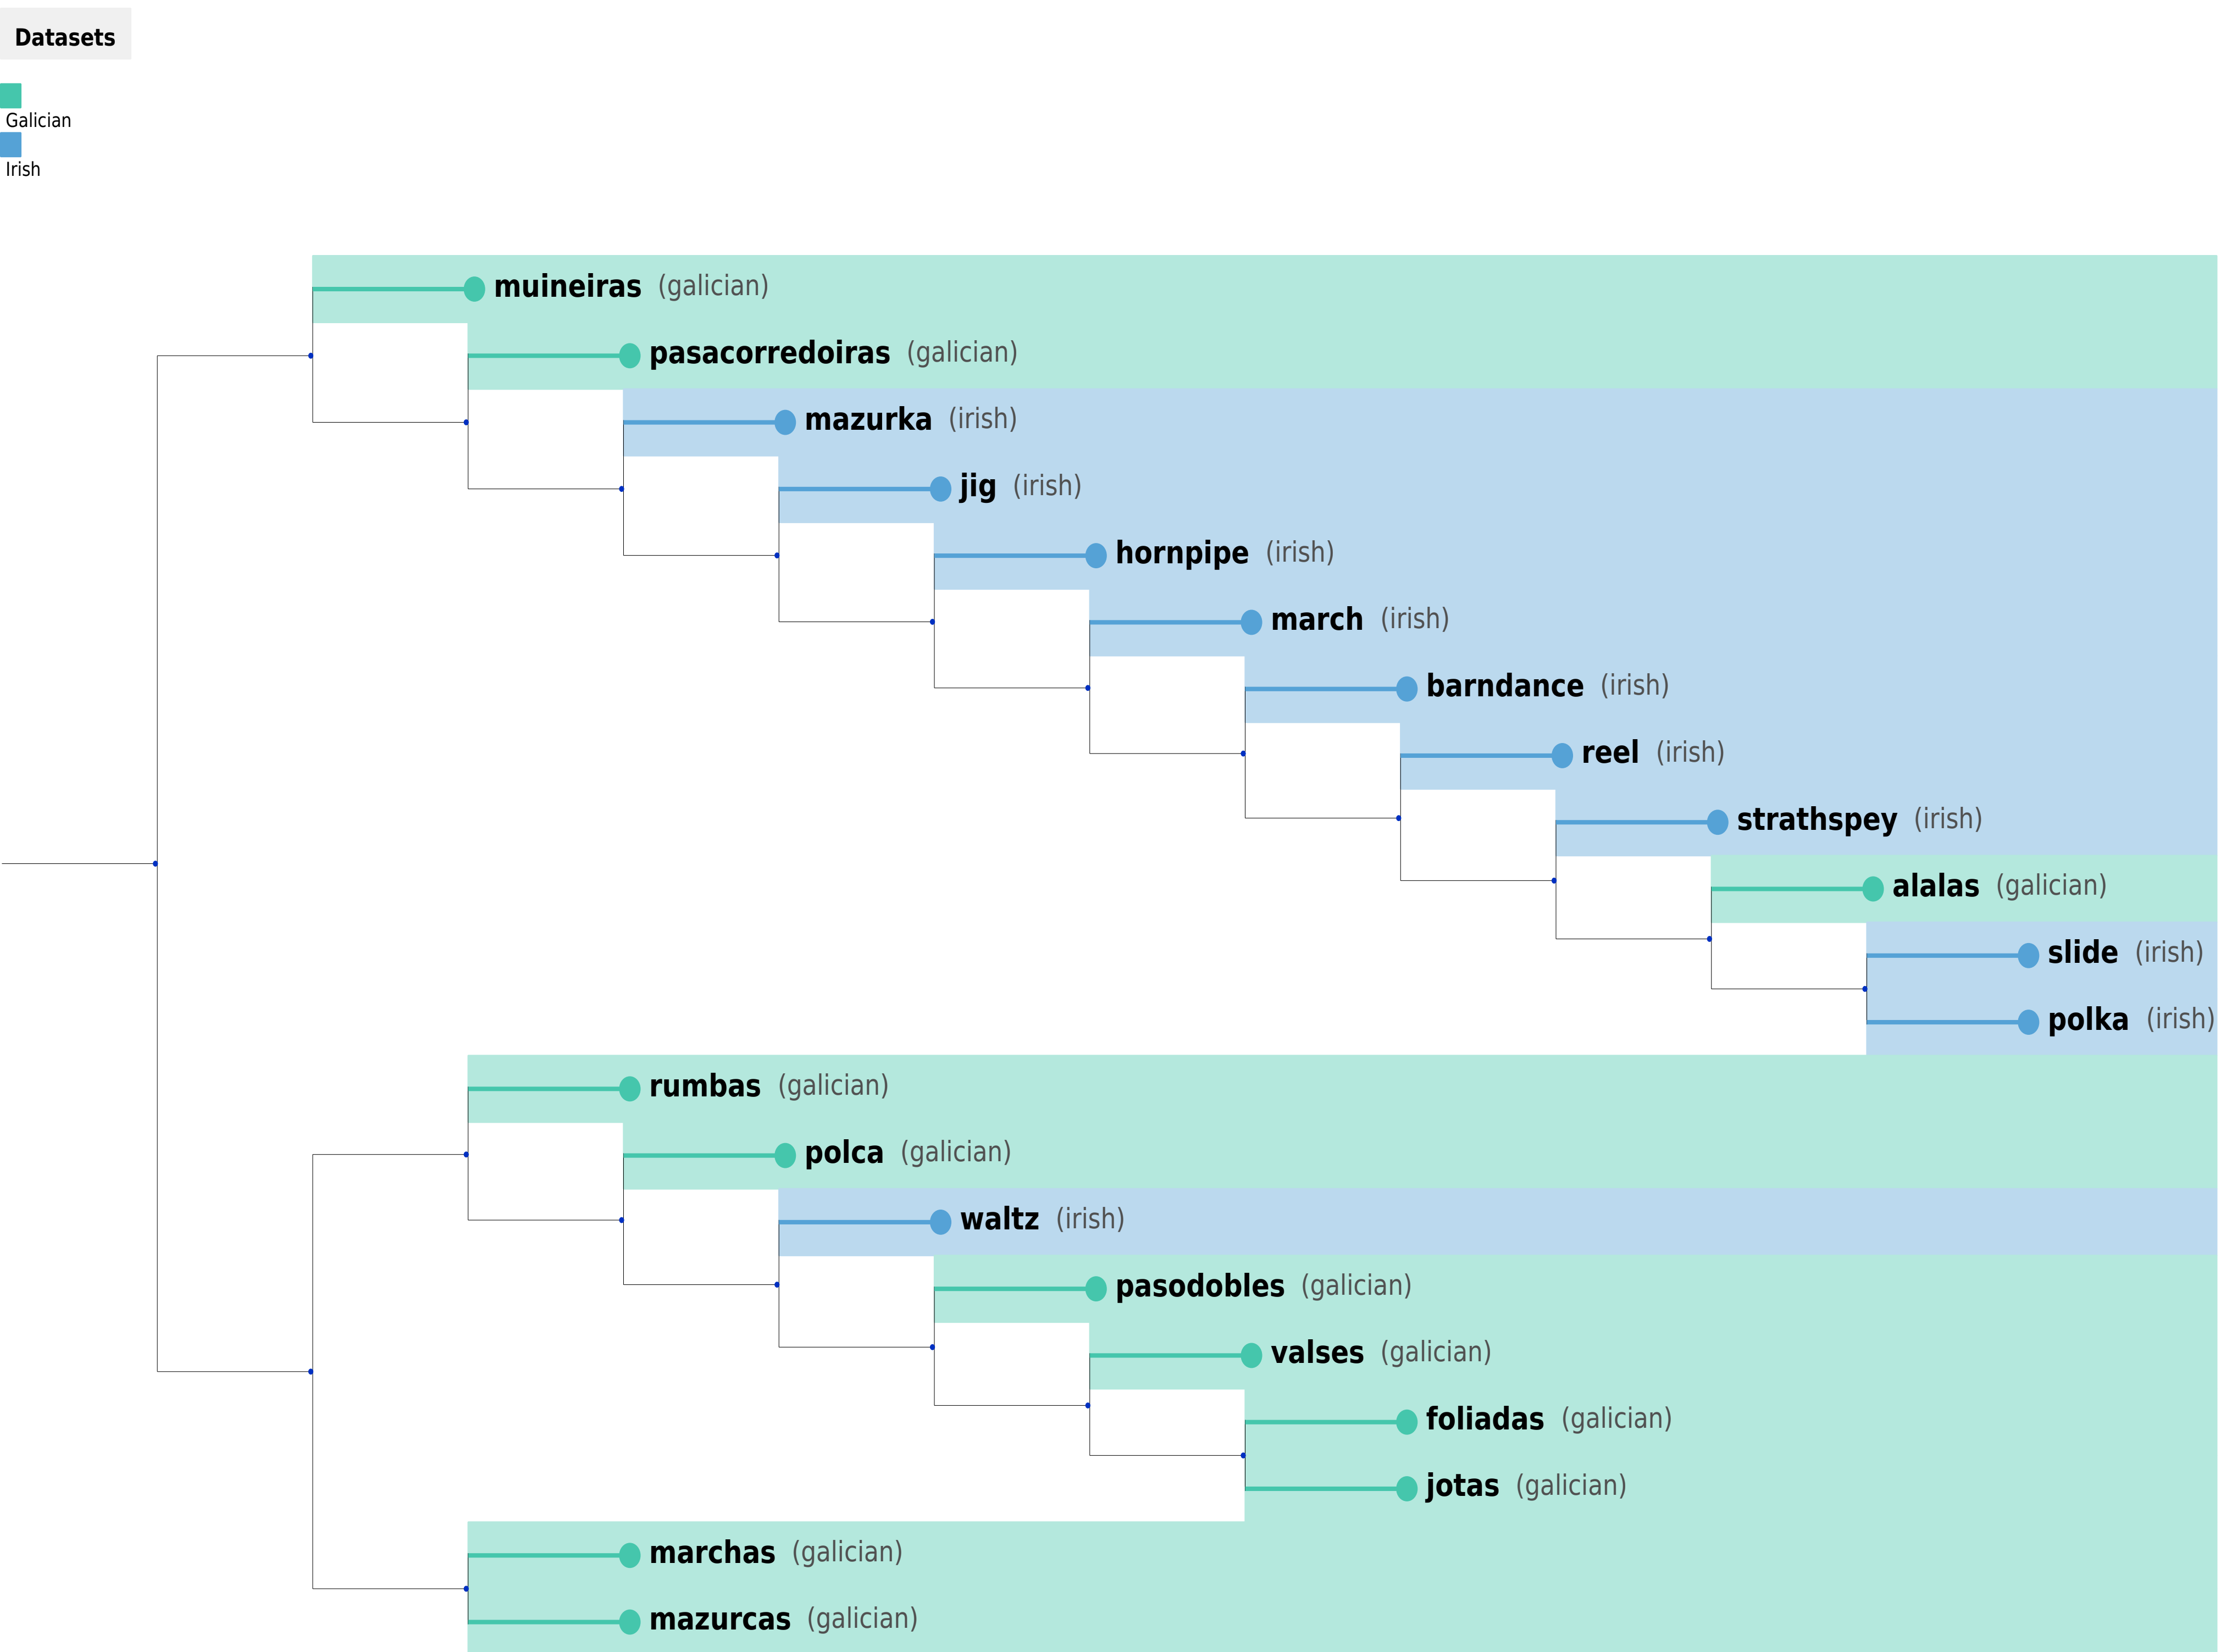 Datasets
Galician
Irish
muineiras (galician)
pasacorredoiras (galician)
mazurka (irish)
jig (irish)
hornpipe (irish)
march (irish)
barndance (irish)
reel (irish)
strathspey (irish)
alalas (galician)
slide (irish)
polka (irish)
rumbas (galician)
polca (galician)
waltz (irish)
pasodobles (galician)
valses (galician)
foliadas (galician)
jotas (galician)
marchas (galician)
mazurcas (galician)